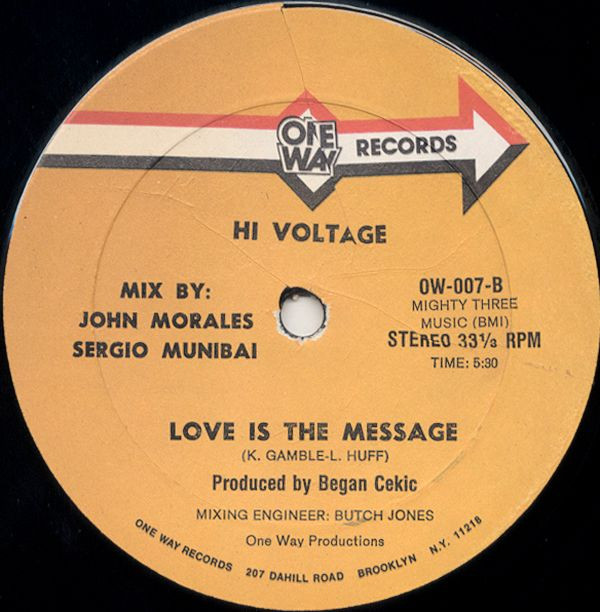 ONE WAY RECORDS
HI VOLTAGE
MIX BY:
JOHN MORALES
SERGIO MUNIBAI
OW-007-B
MIGHTY THREE
MUSIC (BMI)
STEREO 33⅓ RPM
TIME: 5:30
LOVE IS THE MESSAGE
(K. GAMBLE-L. HUFF)
Produced by Began Cekic
MIXING ENGINEER: BUTCH JONES
One Way Productions
ONE WAY RECORDS 207 DAHILL ROAD BROOKLYN N.Y. 11218